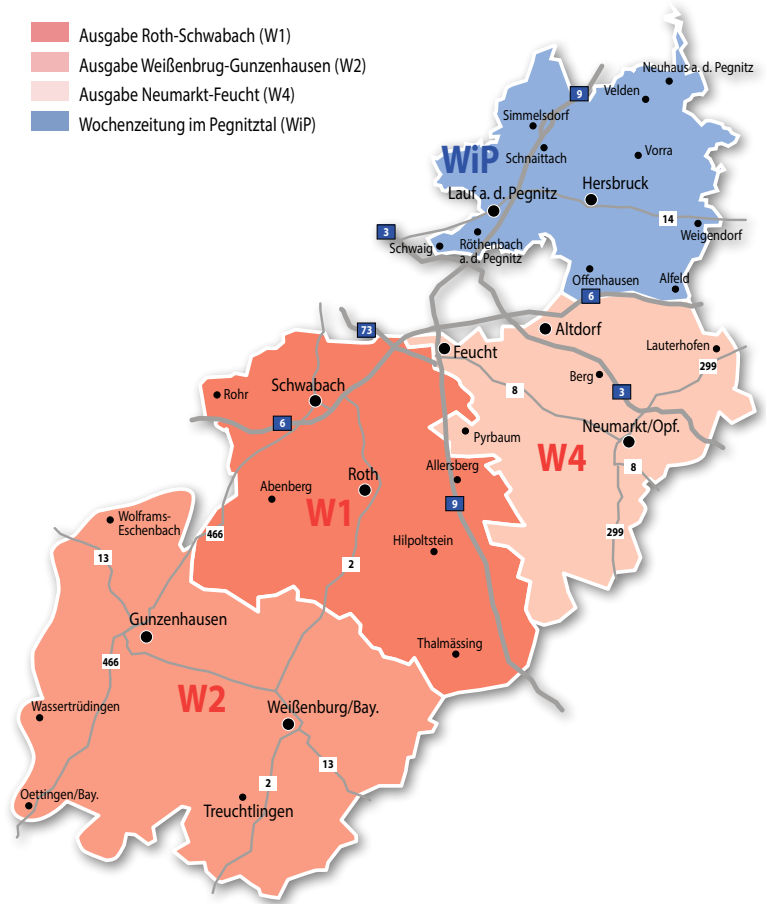 Ausgabe Roth-Schwabach (W1)
Ausgabe Weißenbrug-Gunzenhausen (W2)
Ausgabe Neumarkt-Feucht (W4)
Wochenzeitung im Pegnitztal (WiP)
Neuhaus a. d. Pegnitz
9
Velden
Simmelsdorf
WiP
Schnaittach
Vorra
Lauf a. d. Pegnitz
Hersbruck
14
3
Schwaig
Röthenbach
a. d. Pegnitz
Weigendorf
Offenhausen
Alfeld
6
73
Altdorf
Feucht
Lauterhofen
299
Berg
8
3
Schwabach
Rohr
6
Neumarkt/Opf.
Pyrbaum
W4
8
Allersberg
Roth
Abenberg
W1
9
Wolframs-
Eschenbach
466
299
Hilpoltstein
13
2
Gunzenhausen
Thalmässing
466
W2
Wassertrüdingen
Weißenburg/Bay.
13
2
Oettingen/Bay.
Treuchtlingen